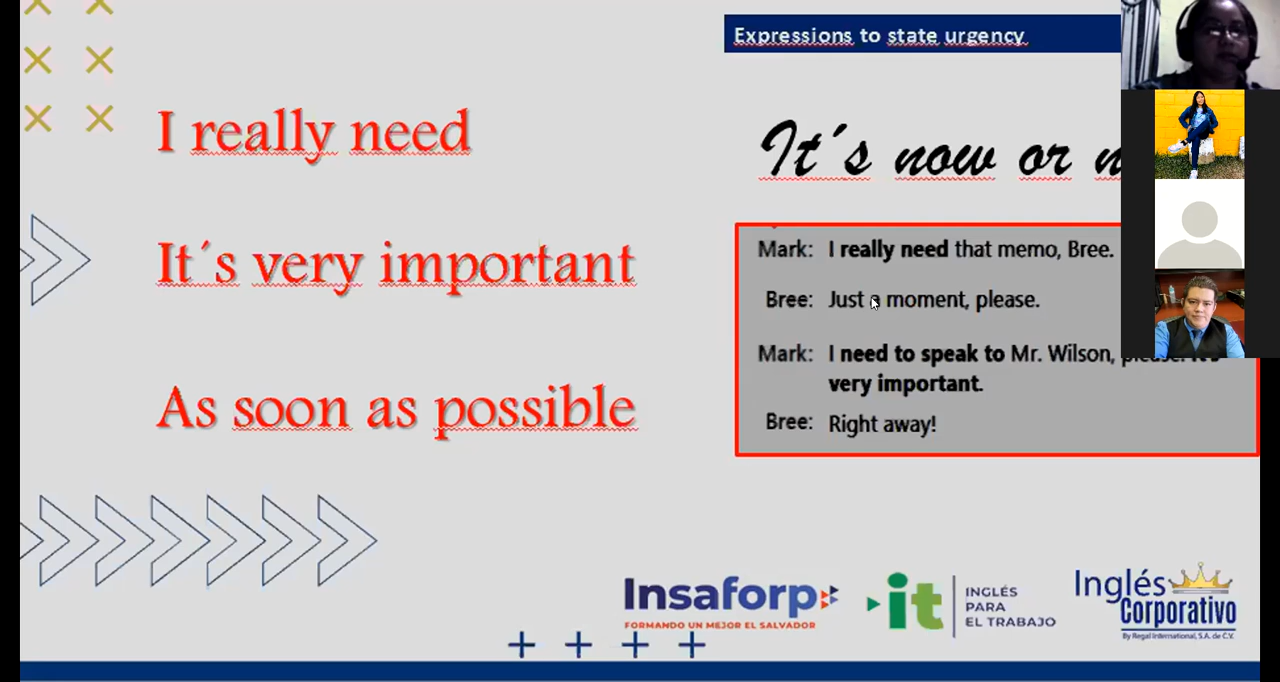 Expressions to state urgency
I really need
It´s now or
It´s very important
As soon as possible
Mark: I really need that memo, Bree.
Bree: Just a moment, please.
Mark: I need to speak to Mr. Wilson,
very important.
Bree: Right away!
Insaforp
FORMANDO UN MEJOR EL SALVADOR
it
INGLÉS
PARA
EL TRABAJO
Inglés
Corporativo
By Regal International, S.A. de C.V.